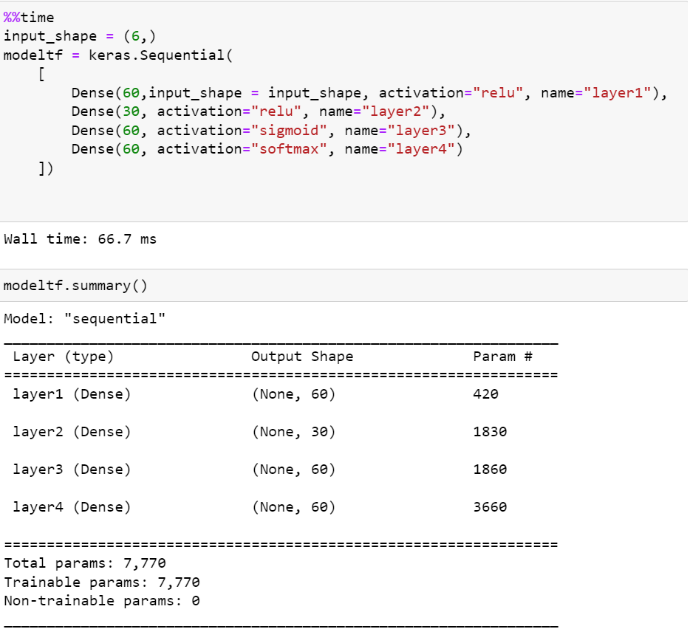 %%time
input_shape = (6,)
modeltf = keras.Sequential(
    [
        Dense(60,input_shape = input_shape, activation="relu", name="layer1"),
        Dense(30, activation="relu", name="layer2"),
        Dense(60, activation="sigmoid", name="layer3"),
        Dense(60, activation="softmax", name="layer4")
    ])
Wall time: 66.7 ms
modeltf.summary()
Model: "sequential"
Layer (type) Output Shape Param #
layer1 (Dense) (None, 60) 420
layer2 (Dense) (None, 30) 1830
layer3 (Dense) (None, 60) 1860
layer4 (Dense) (None, 60) 3660
Total params: 7,770
Trainable params: 7,770
Non-trainable params: 0